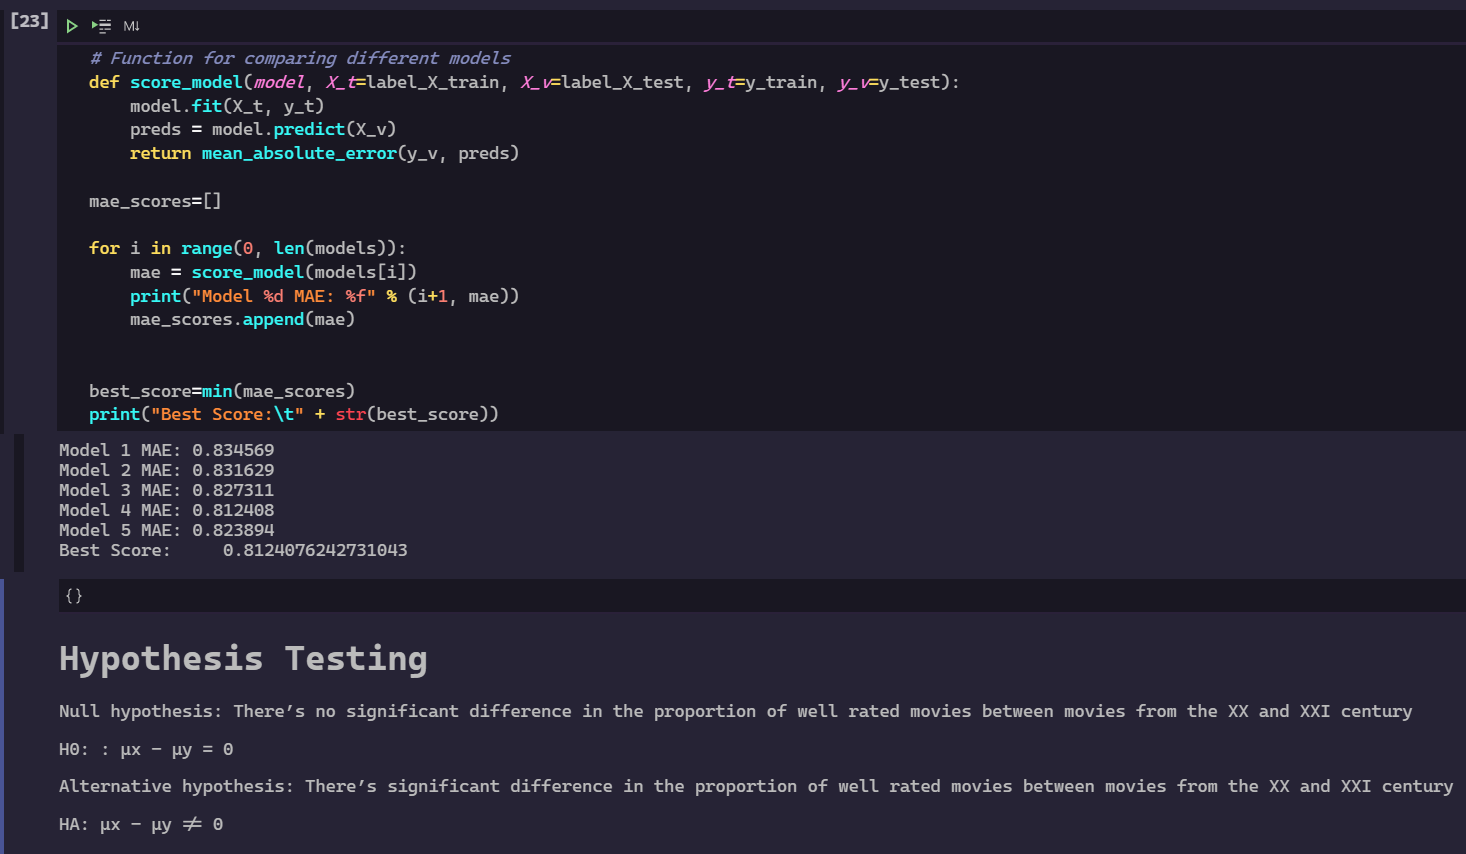 [23]
M↓
# Function for comparing different models
def score_model(model, X_t=label_X_train, X_v=label_X_test, y_t=y_train, y_v=y_test):
    model.fit(X_t, y_t)
    preds = model.predict(X_v)
    return mean_absolute_error(y_v, preds)
mae_scores=[]
for i in range(0, len(models)):
    mae = score_model(models[i])
    print("Model %d MAE: %f" % (i+1, mae))
    mae_scores.append(mae)
best_score=min(mae_scores)
print("Best Score:\t" + str(best_score))
Model 1 MAE: 0.834569
Model 2 MAE: 0.831629
Model 3 MAE: 0.827311
Model 4 MAE: 0.812408
Model 5 MAE: 0.823894
Best Score:     0.8124076242731043
{}
Hypothesis Testing
Null hypothesis: There’s no significant difference in the proportion of well rated movies between movies from the XX and XXI century
H0: : μx − μy = 0
Alternative hypothesis: There’s significant difference in the proportion of well rated movies between movies from the XX and XXI century
HA: μx − μy ≠ 0